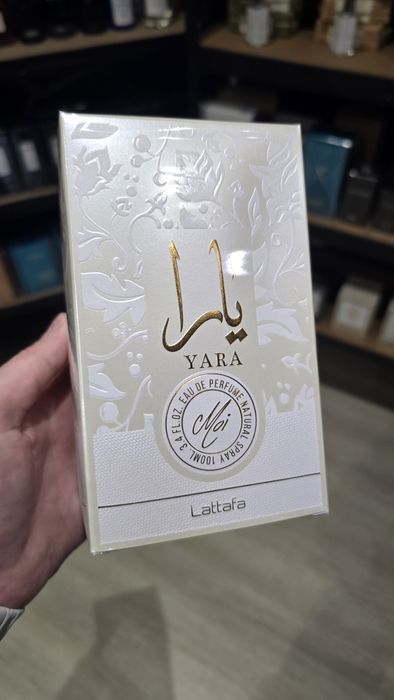 يارا
YARA
3.4 FL.OZ. EAU DE PERFUME NATURAL SPRAY 100ML.
Moi
Lattafa